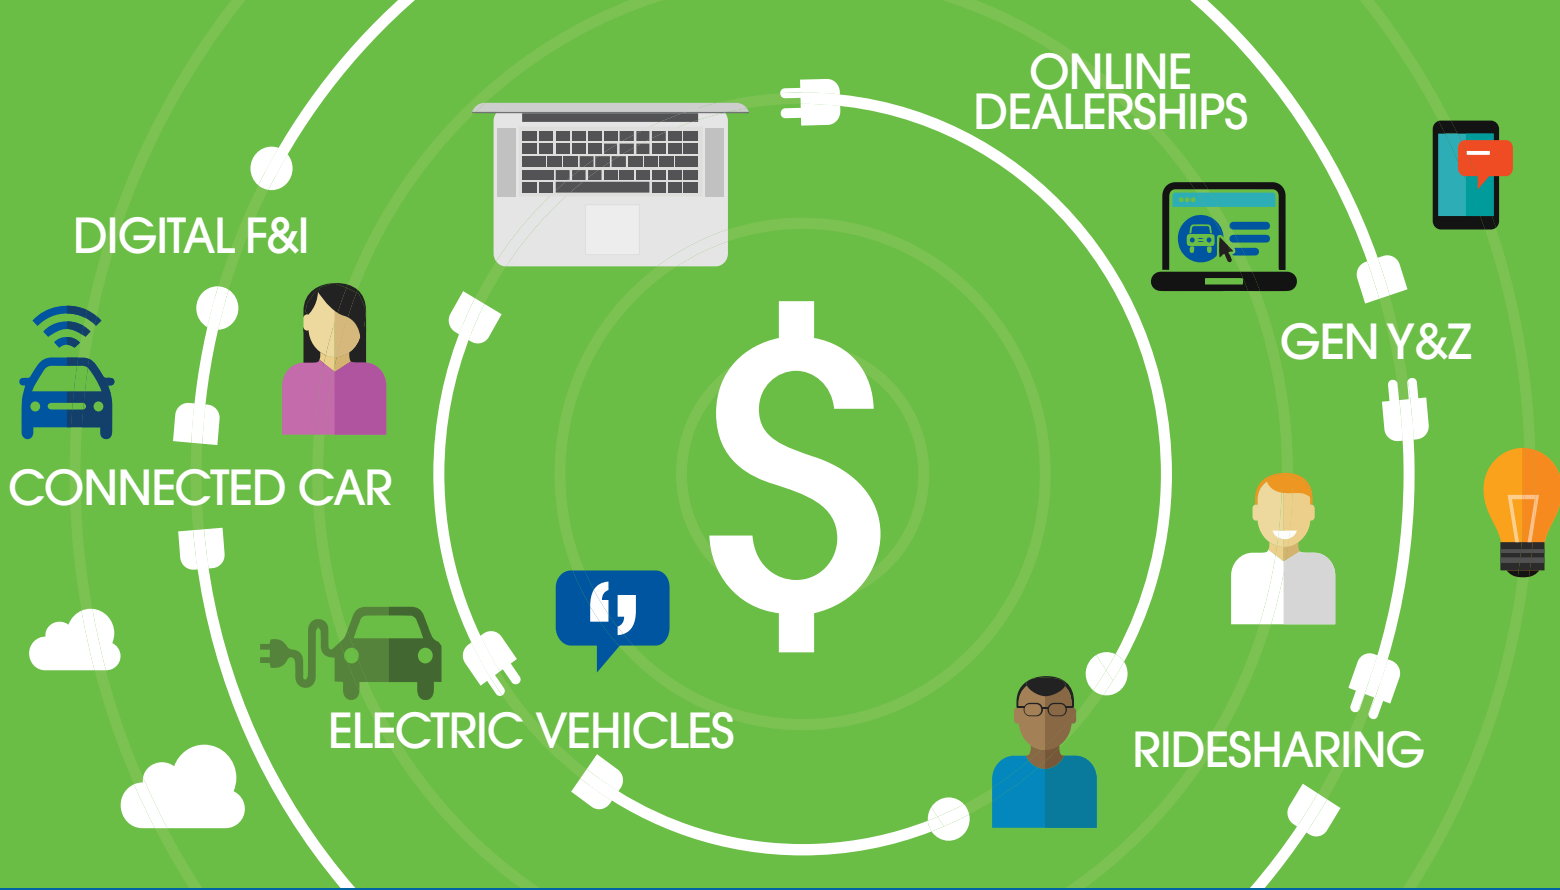 ONLINE
DEALERSHIPS
DIGITAL F&I
GEN Y&Z
CONNECTED CAR
$
ELECTRIC VEHICLES
RIDESHARING